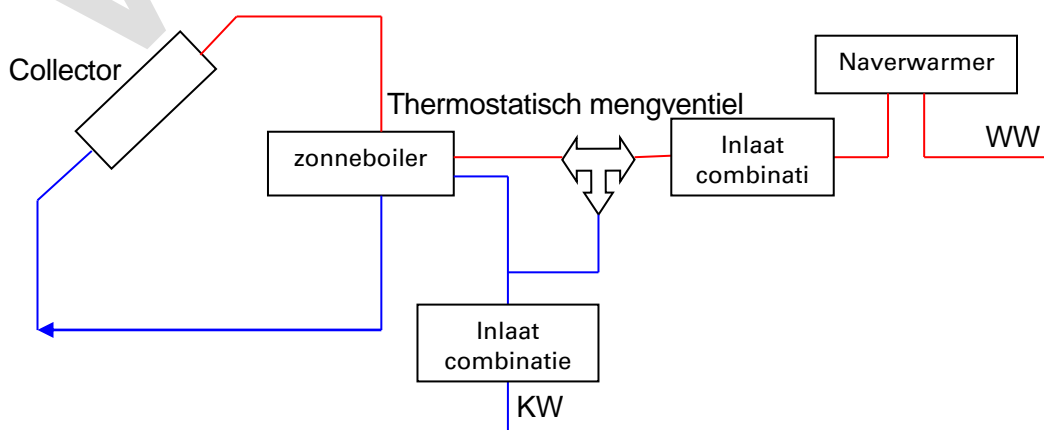 Collector
Naverwarmer
Thermostatisch mengventiel
zonneboiler
Inlaat
combinati
WW
Inlaat
combinatie
KW